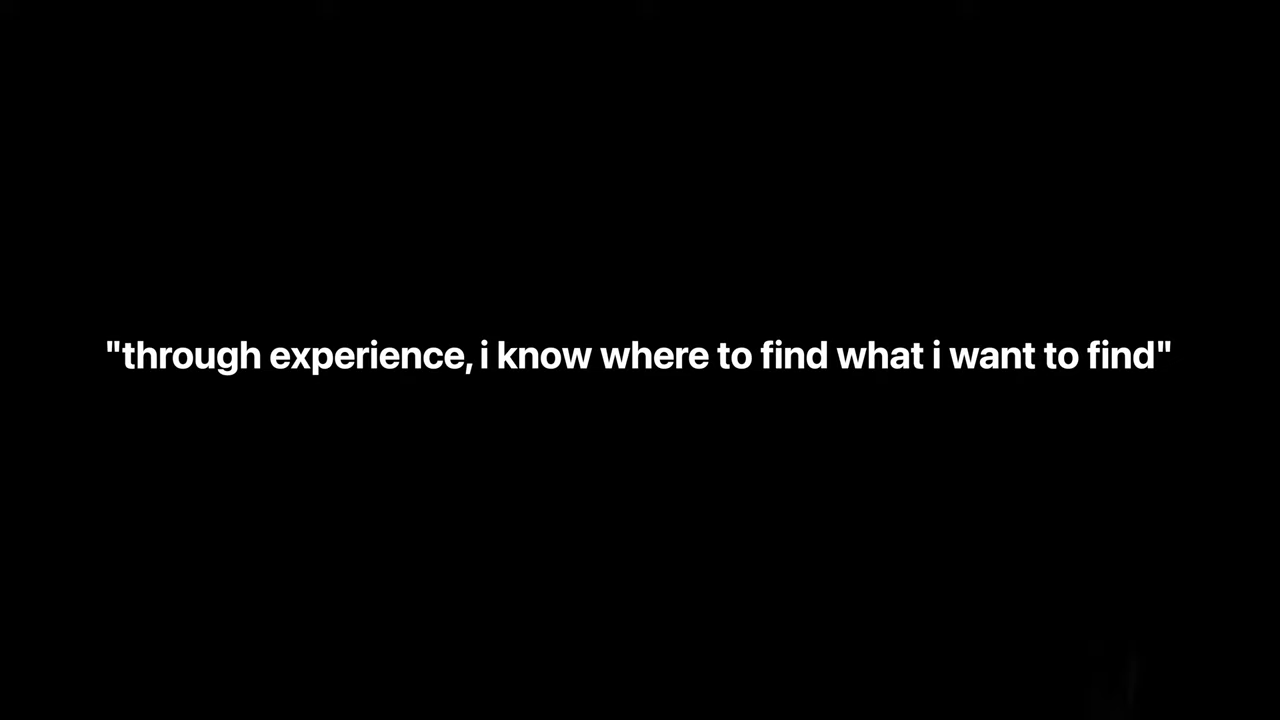 "through experience, i know where to find what i want to find"